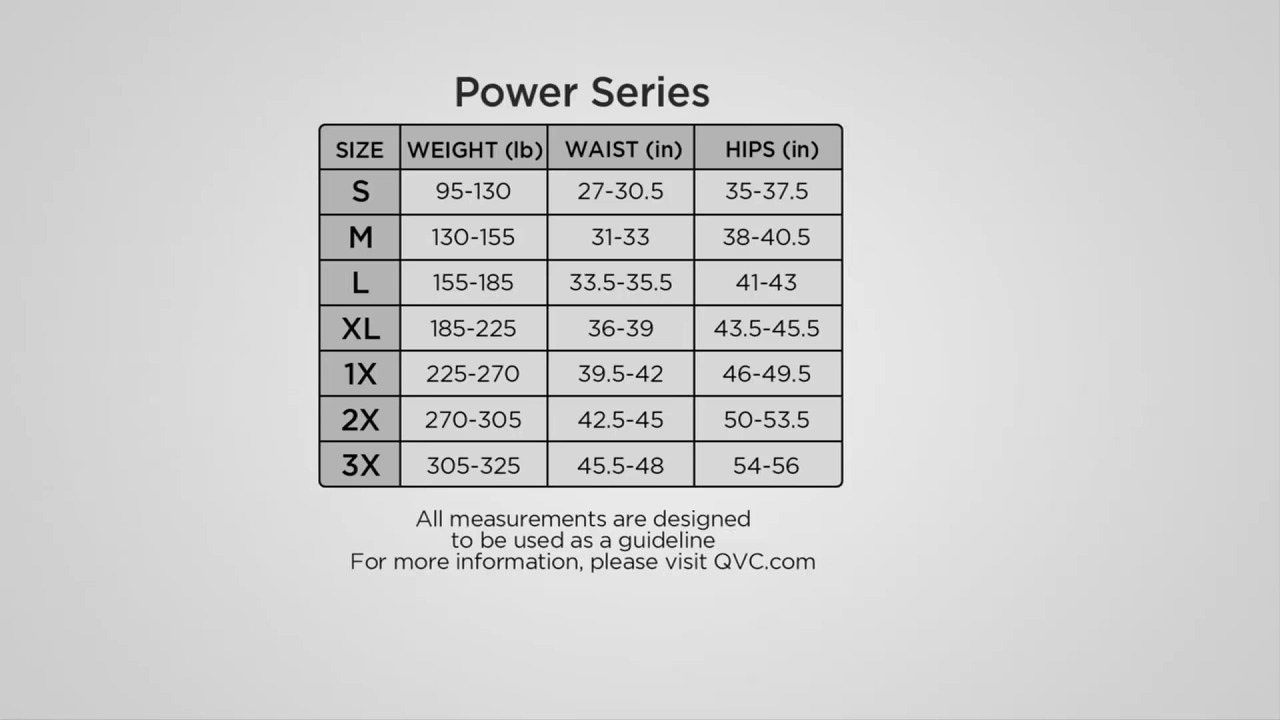 Power Series
SIZE WEIGHT (lb) WAIST (in) HIPS (in)
S 95-130 27-30.5 35-37.5
M 130-155 31-33 38-40.5
L 155-185 33.5-35.5 41-43
XL 185-225 36-39 43.5-45.5
1X 225-270 39.5-42 46-49.5
2X 270-305 42.5-45 50-53.5
3X 305-325 45.5-48 54-56
All measurements are designed
to be used as a guideline
For more information, please visit QVC.com